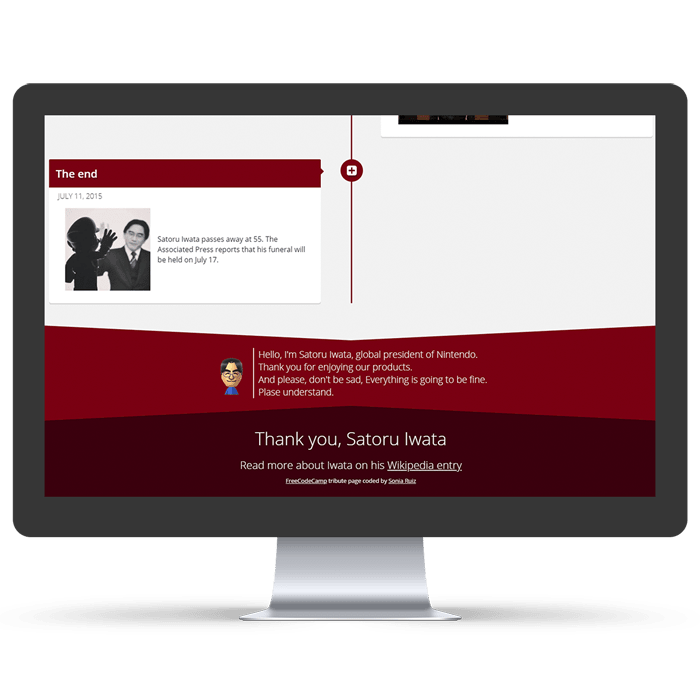 The end
JULY 11, 2015
Satoru Iwata passes away at 55. The
Associated Press reports that his funeral will
be held on July 17.
Hello, I'm Satoru Iwata, global president of Nintendo.
Thank you for enjoying our products.
And please, don't be sad, Everything is going to be fine.
Plase understand.
Thank you, Satoru Iwata
Read more about Iwata on his Wikipedia entry
FreeCodeCamp tribute page coded by Sonia Ruiz